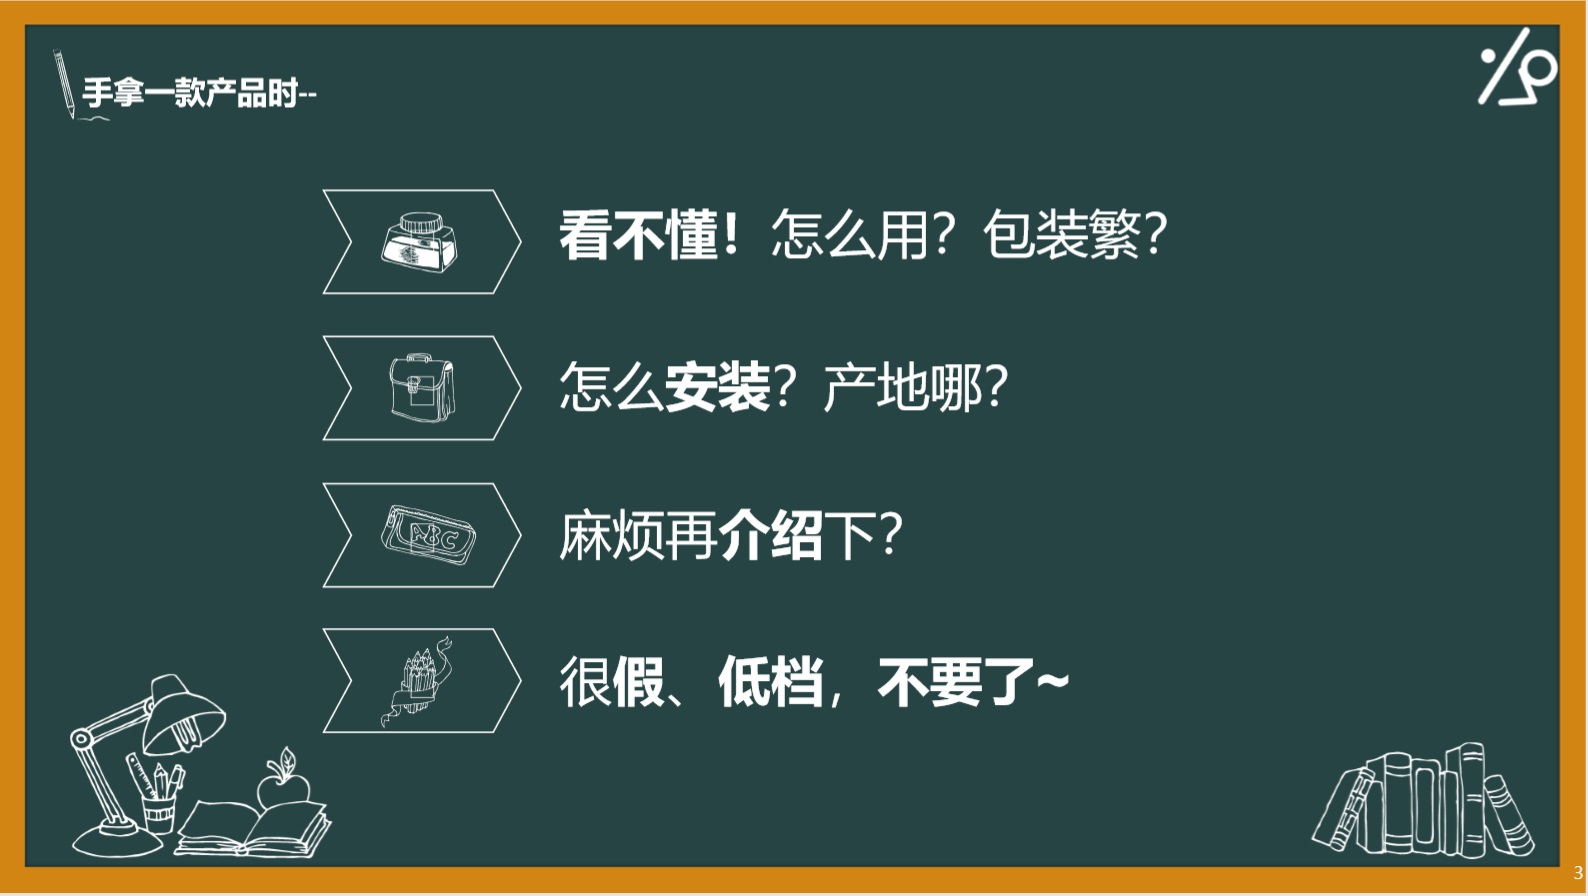 手拿一款产品时--
看不懂！怎么用？包装繁？
怎么安装？产地哪？
麻烦再介绍下？
ABC
很假、低档，不要了~
3